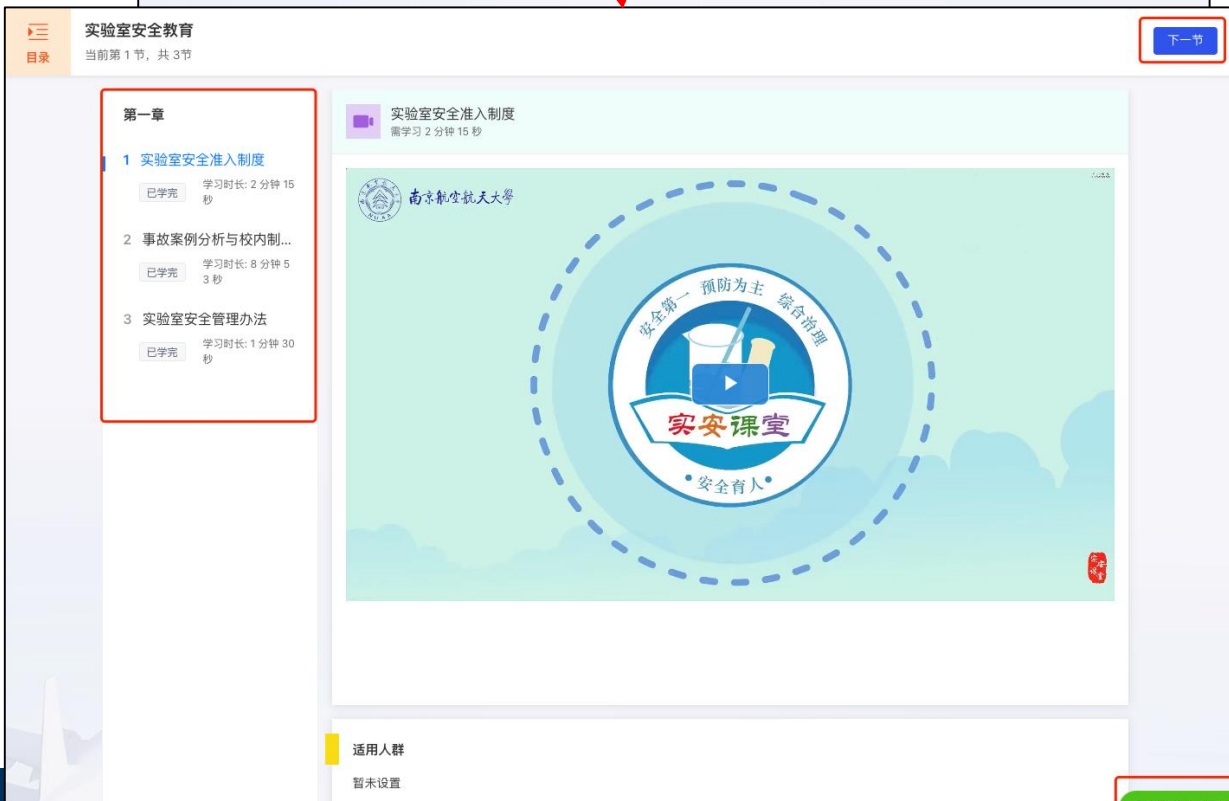 实验室安全教育
目录
当前第 1 节，共 3节
下一节
第一章
1 实验室安全准入制度
已学完
学习时长: 2 分钟 15
秒
2 事故案例分析与校内制...
已学完
学习时长: 8 分钟 5
3 秒
3 实验室安全管理办法
已学完
学习时长: 1 分钟 30
秒
实验室安全准入制度
需学习 2 分钟 15 秒
南京航空航天大學
NUAA
安全第一 预防为主 综合治理
实安课堂
•安全育人•
实安
课堂
适用人群
暂未设置